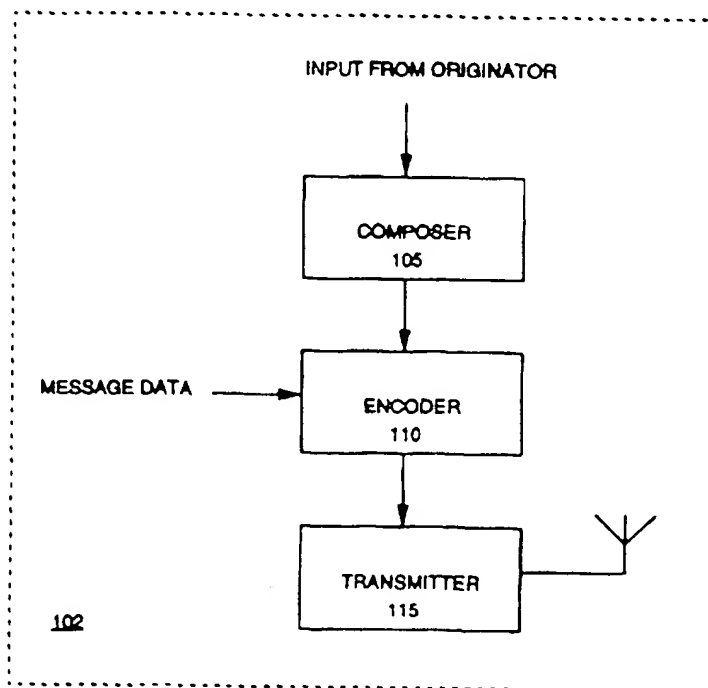 INPUT FROM ORIGINATOR
COMPOSER
105
MESSAGE DATA
ENCODER
110
TRANSMITTER
115
102